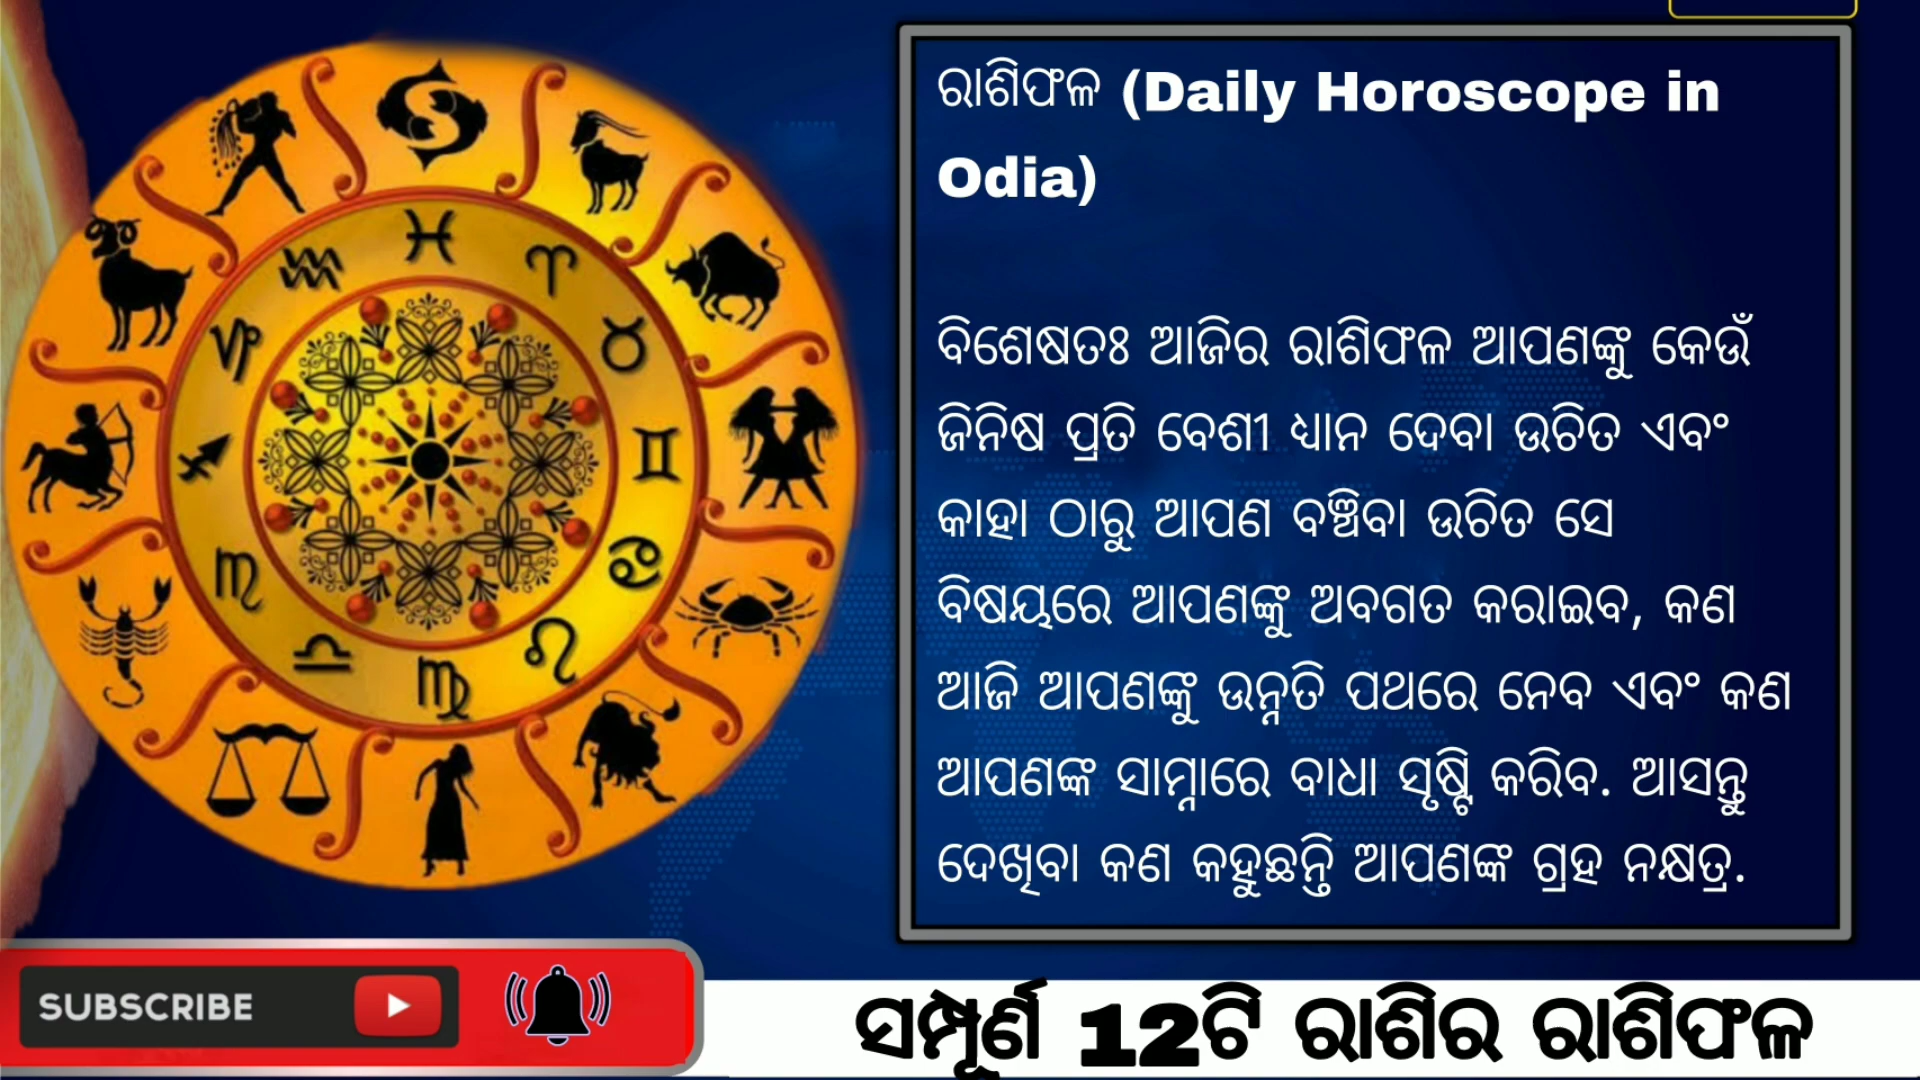 ରାଶିଫଳ (Daily Horoscope in
Odia)
ବିଶେଷତଃ ଆଜିର ରାଶିଫଳ ଆପଣଙ୍କୁ କେଉଁ
ଜିନିଷ ପ୍ରତି ବେଶୀ ଧ୍ୟାନ ଦେବା ଉଚିତ ଏବଂ
କାହା ଠାରୁ ଆପଣ ବଞ୍ଚିବା ଉଚିତ ସେ
ବିଷୟରେ ଆପଣଙ୍କୁ ଅବଗତ କରାଇବ, କଣ
ଆଜି ଆପଣଙ୍କୁ ଉନ୍ନତି ପଥରେ ନେବ ଏବଂ କଣ
ଆପଣଙ୍କ ସାମ୍ନାରେ ବାଧା ସୃଷ୍ଟି କରିବ. ଆସନ୍ତୁ
ଦେଖିବା କଣ କହୁଛନ୍ତି ଆପଣଙ୍କ ଗ୍ରହ ନକ୍ଷତ୍ର.
SUBSCRIBE
ସମ୍ପୂର୍ଣ 12ଟି ରାଶିର ରାଶିଫଳ